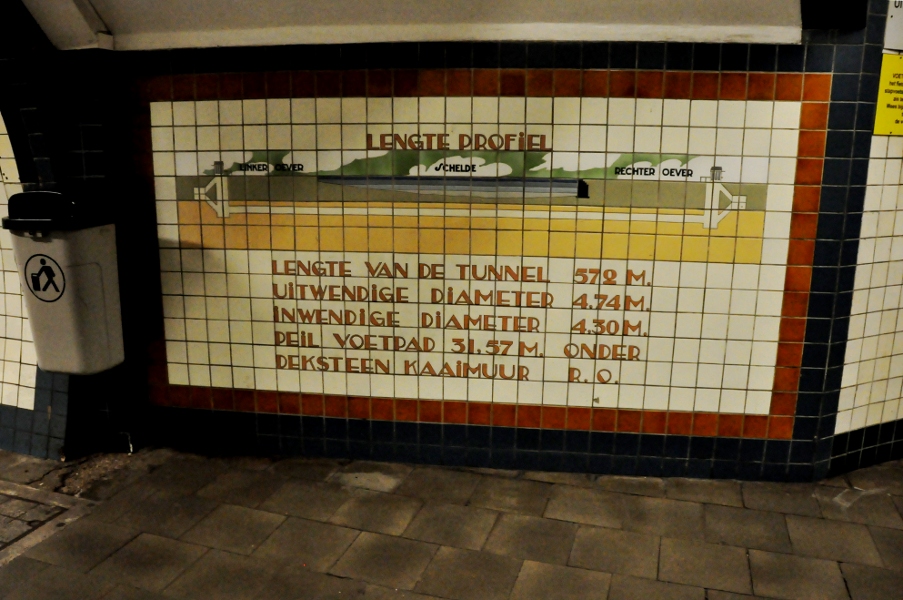 LENGTE PROFIEL
LINKER OEVER
SCHELDE
RECHTER OEVER
LENGTE VAN DE TUNNEL 572 M.
UITWENDIGE DIAMETER 4.74 M.
INWENDIGE DIAMETER 4.30 M.
PEIL VOETPAD 31.57 M. ONDER
DEKSTEEN KAAIMUUR R.O.